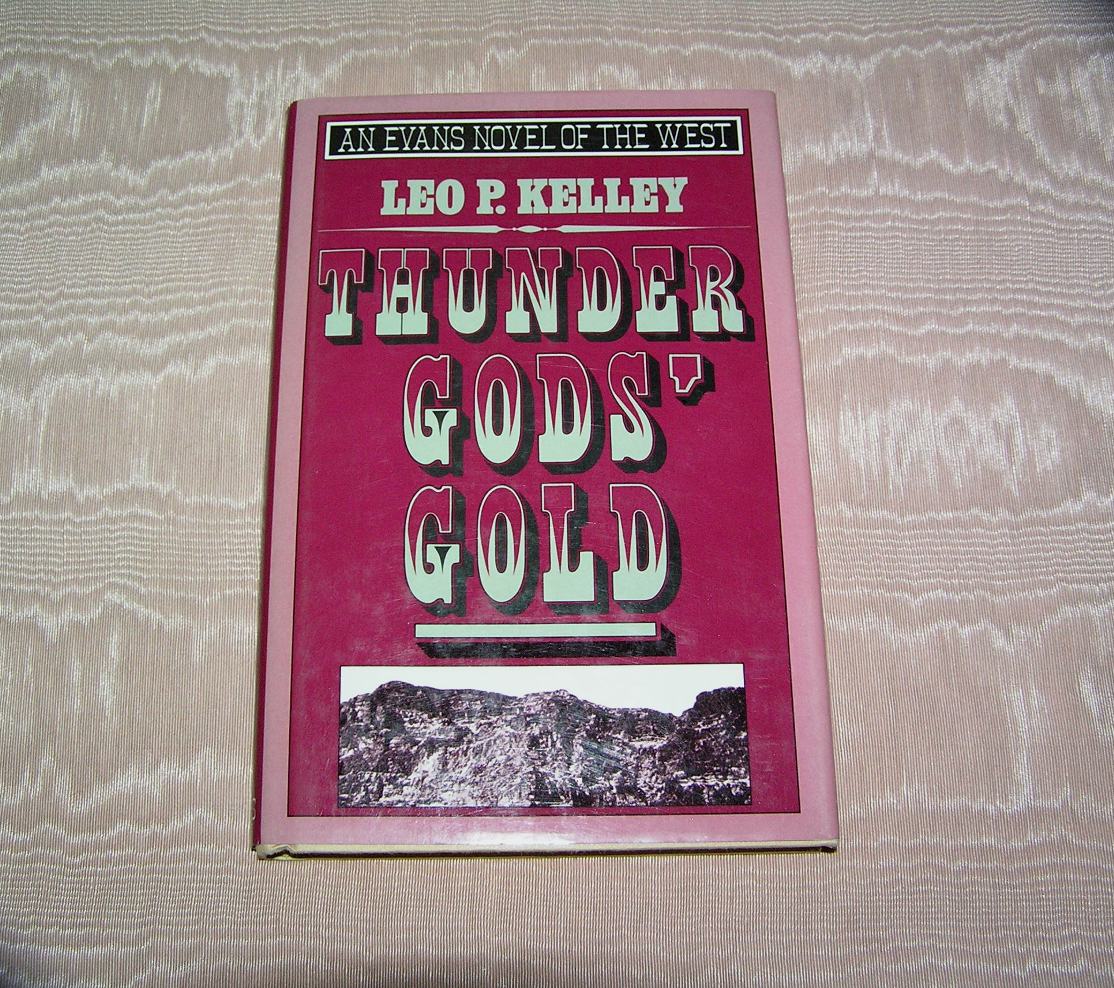 AN EVANS NOVEL OF THE WEST
LEO P. KELLEY
THUNDER
GODS'
GOLD